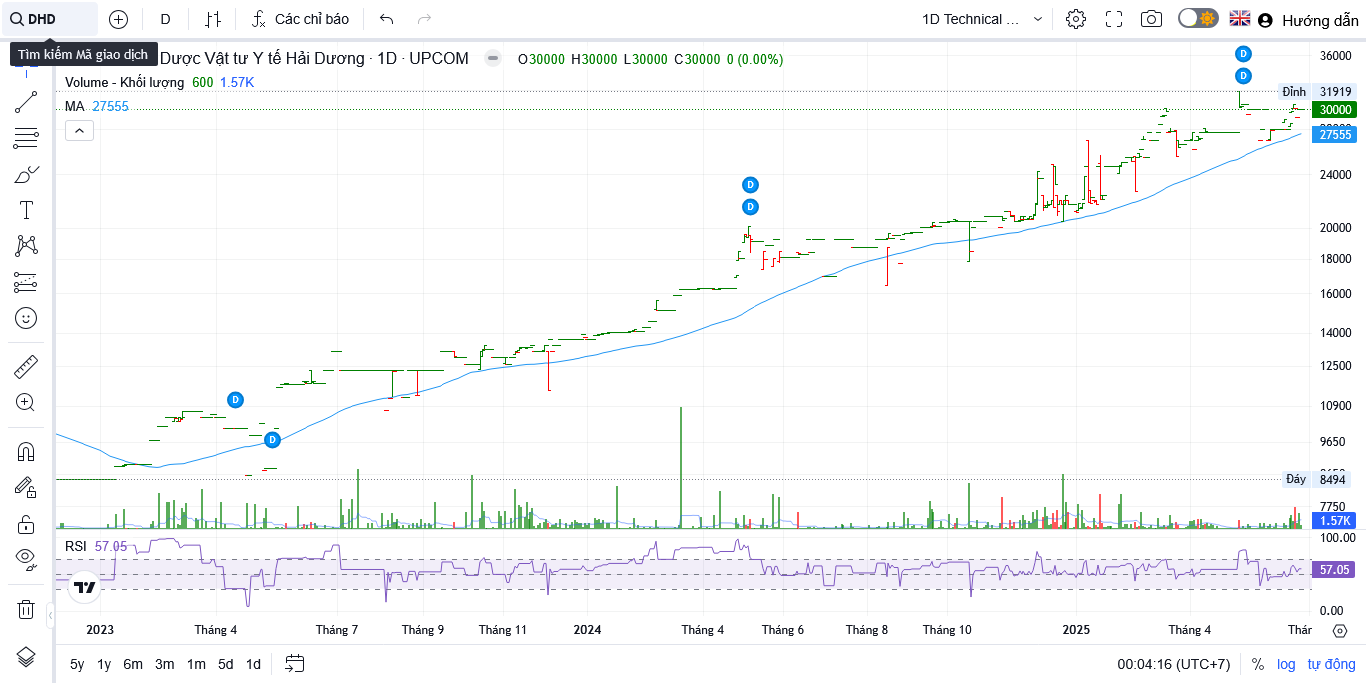 DHD
D
Các chỉ báo
1D Technical ...
Hướng dẫn
Tìm kiếm Mã giao dịch
Dược Vật tư Y tế Hải Dương · 1D · UPCOM
O30000 H30000 L30000 C30000 0 (0.00%)
Volume - Khối lượng 600 1.57K
MA 27555
D
D
D
D
D
D
36000
Đỉnh 31919
30000
27555
24000
20000
18000
16000
14000
12500
10900
9650
Đáy 8494
7750
1.57K
RSI 57.05
100.00
57.05
0.00
2023 Tháng 4 Tháng 7 Tháng 9 Tháng 11 2024 Tháng 4 Tháng 6 Tháng 8 Tháng 10 2025 Tháng 4 Thár
5y 1y 6m 3m 1m 5d 1d
00:04:16 (UTC+7) % log tự động